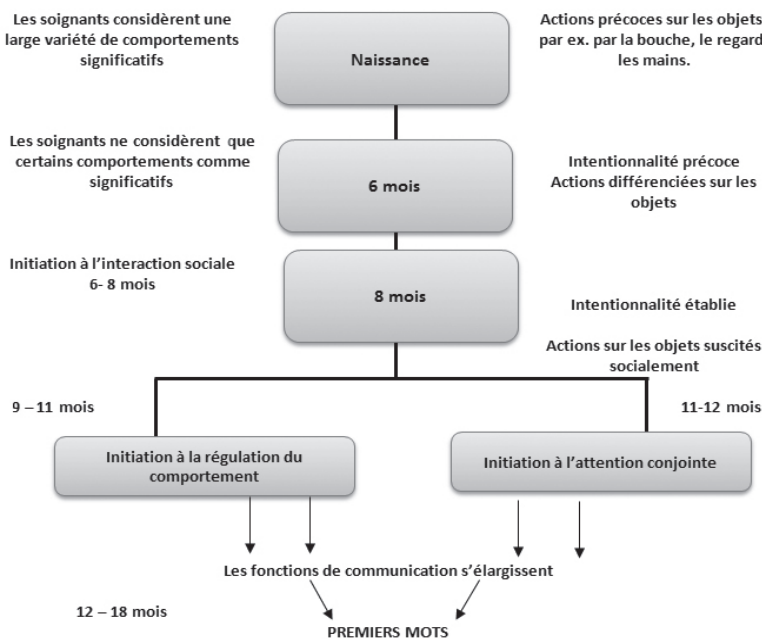 Les soignants considèrent une
large variété de comportements
significatifs
Naissance
Actions précoces sur les objets
par ex. par la bouche, le regard
les mains.
Les soignants ne considèrent que
certains comportements comme
significatifs
6 mois
Intentionnalité précoce
Actions différenciées sur les
objets
Initiation à l’interaction sociale
6- 8 mois
8 mois
Intentionnalité établie
Actions sur les objets suscités
socialement
9 – 11 mois
11-12 mois
Initiation à la régulation du
comportement
Initiation à l’attention conjointe
Les fonctions de communication s’élargissent
12 – 18 mois
PREMIERS MOTS